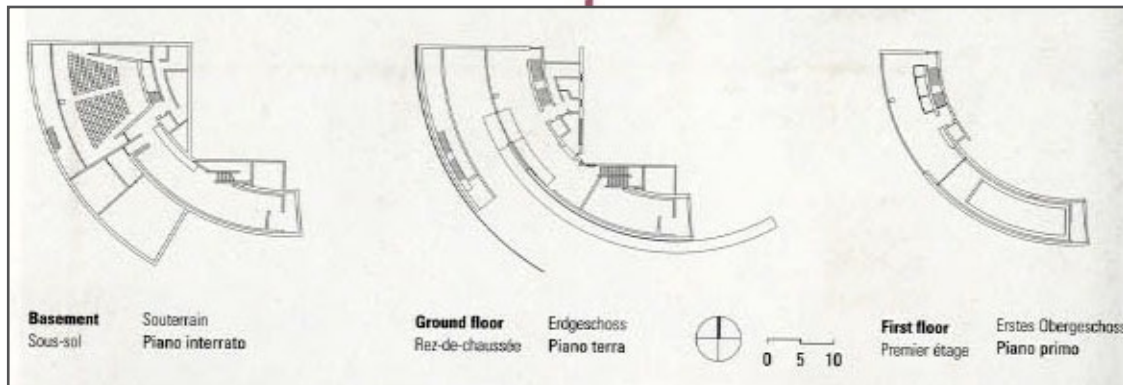 Basement Souterrain
Sous-sol Piano interrato
Ground floor Erdgeschoss
Rez-de-chaussée Piano terra
0 5 10
First floor Erstes Obergeschoss
Premier étage Piano primo